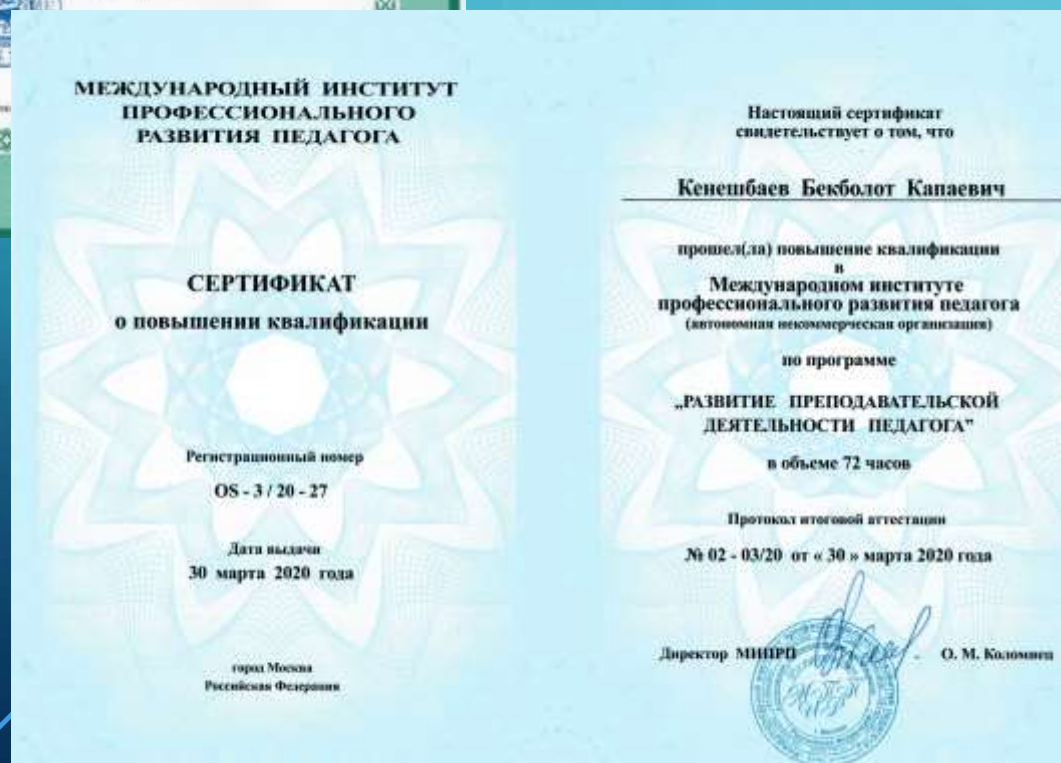 МЕЖДУНАРОДНЫЙ ИНСТИТУТ
ПРОФЕССИОНАЛЬНОГО
РАЗВИТИЯ ПЕДАГОГА
СЕРТИФИКАТ
о повышении квалификации
Регистрационный номер
OS - 3 / 20 - 27
Дата выдачи
30 марта 2020 года
город Москва
Российская Федерация
Настоящий сертификат
свидетельствует о том, что
Кенешбаев Бекболот Капаевич
прошел(ла) повышение квалификации
в
Международном институте
профессионального развития педагога
(автономная некоммерческая организация)
по программе
„РАЗВИТИЕ ПРЕПОДАВАТЕЛЬСКОЙ
ДЕЯТЕЛЬНОСТИ ПЕДАГОГА”
в объеме 72 часов
Протокол итоговой аттестации
№ 02 - 03/20 от « 30 » марта 2020 года
Директор МИПРП О. М. Коломиец